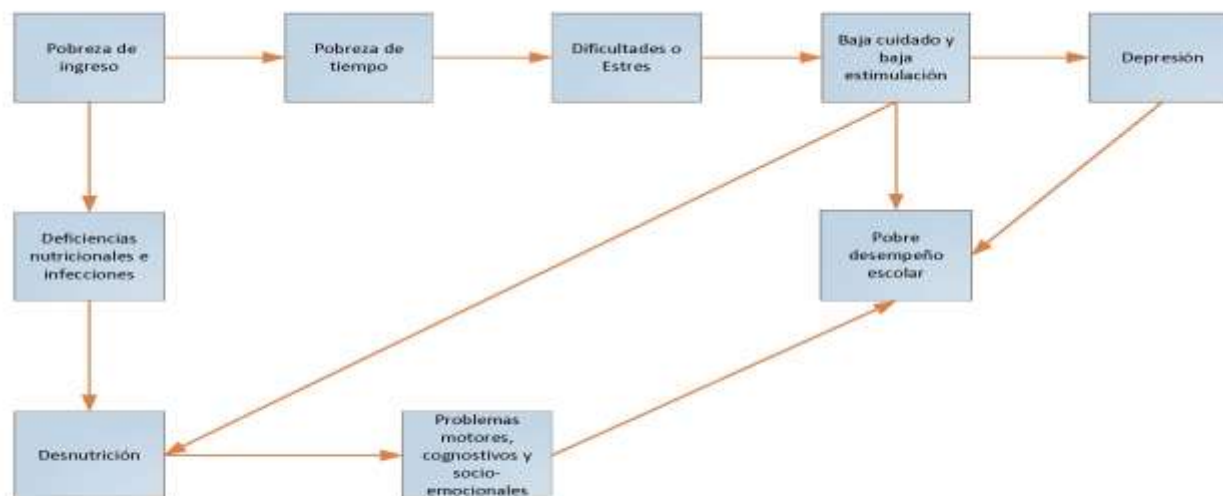 Pobreza de
ingreso
Pobreza de
tiempo
Dificultades o
Estres
Baja cuidado y
baja
estimulación
Depresión
Deficiencias
nutricionales e
infecciones
Pobre
desempeño
escolar
Desnutrición
Problemas
motores,
cognostivos y
socio-
emocionales